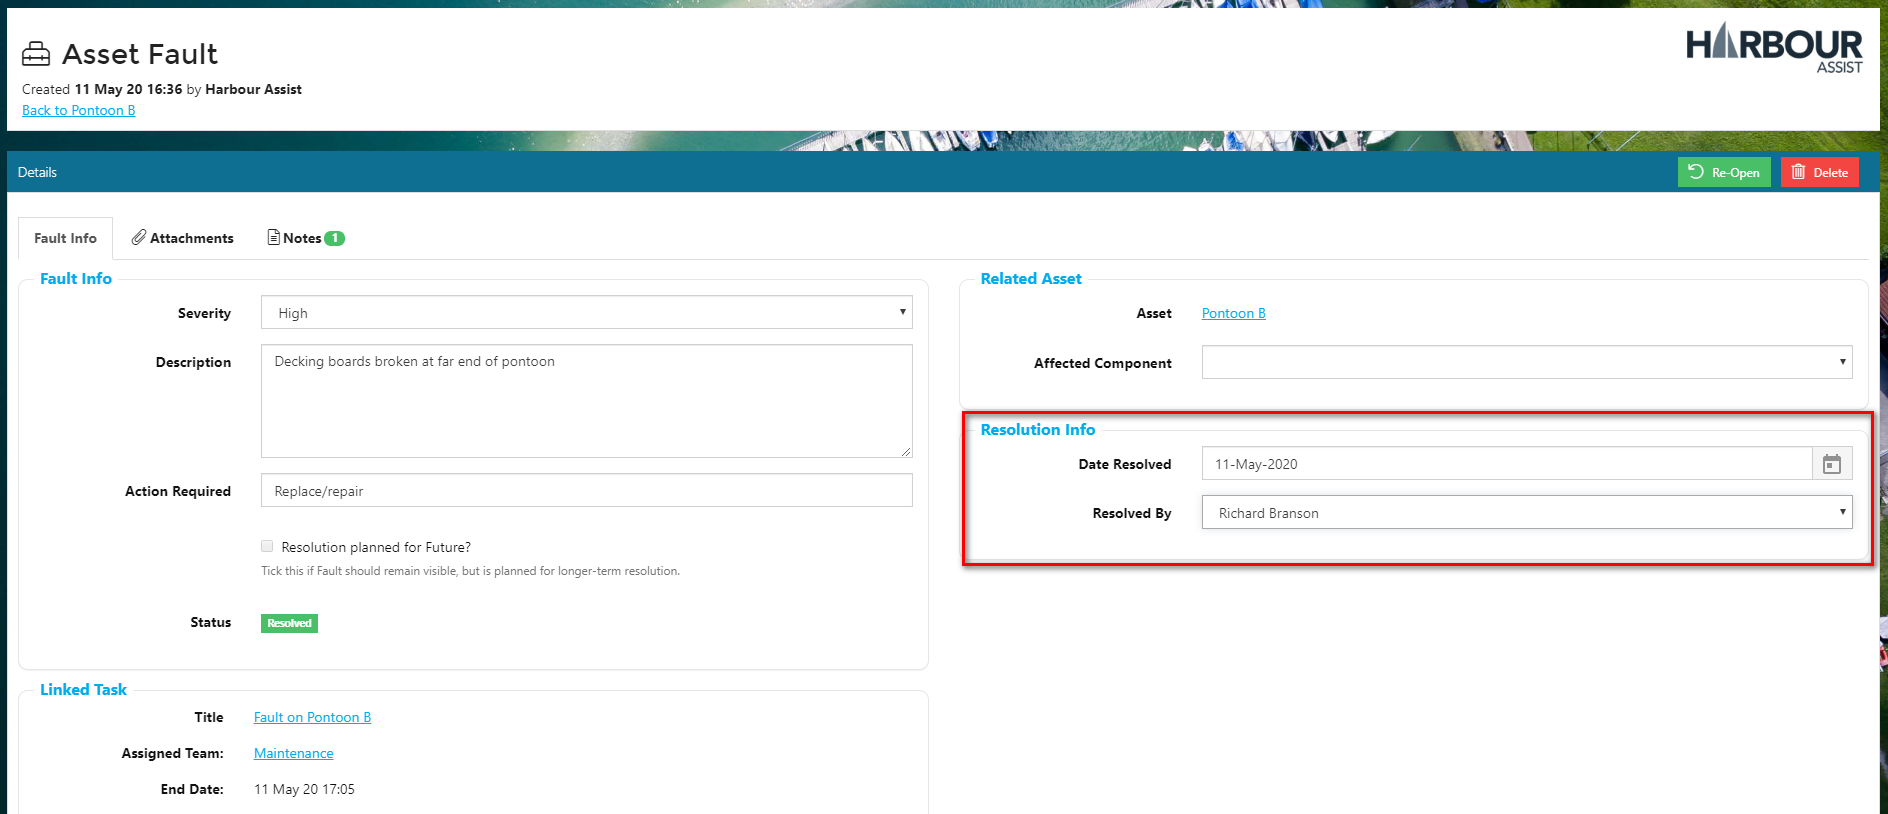 Asset Fault
HARBOUR
ASSIST
Created 11 May 20 16:36 by Harbour Assist
Back to Pontoon B
Details
Re-Open
Delete
Fault Info
Attachments
Notes 1
Fault Info
Severity
High
Description
Decking boards broken at far end of pontoon
Action Required
Replace/repair
Resolution planned for Future?
Tick this if Fault should remain visible, but is planned for longer-term resolution.
Status
Resolved
Linked Task
Title
Fault on Pontoon B
Assigned Team:
Maintenance
End Date:
11 May 20 17:05
Related Asset
Asset
Pontoon B
Affected Component
Resolution Info
Date Resolved
11-May-2020
Resolved By
Richard Branson